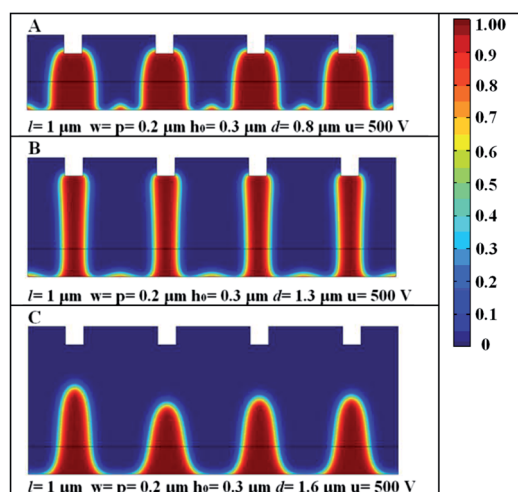 A
l= 1 µm w= p= 0.2 µm h₀= 0.3 µm d= 0.8 µm u= 500 V
B
l= 1 µm w= p= 0.2 µm h₀= 0.3 µm d= 1.3 µm u= 500 V
C
l= 1 µm w= p= 0.2 µm h₀= 0.3 µm d= 1.6 µm u= 500 V
1.00
0.9
0.8
0.7
0.6
0.5
0.4
0.3
0.2
0.1
0